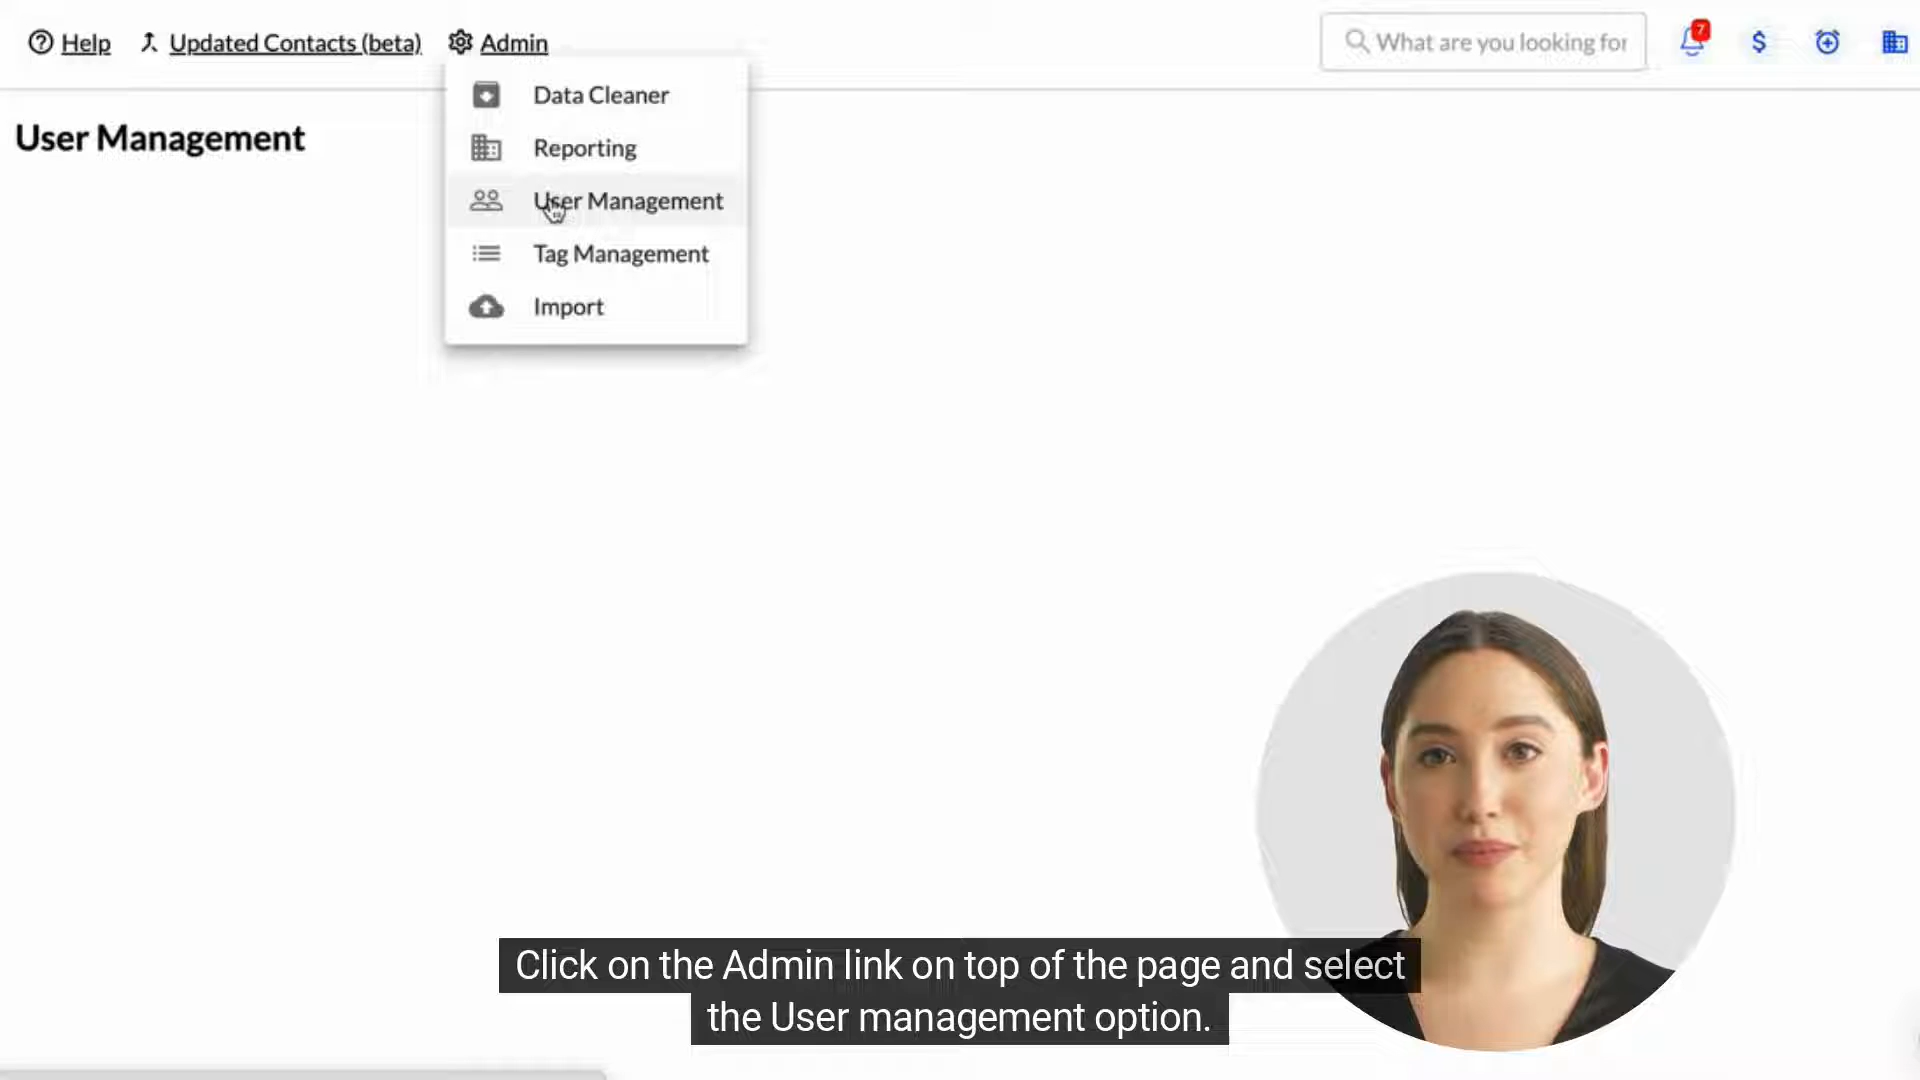 Help Updated Contacts (beta) Admin What are you looking for 7
Data Cleaner
User Management
Reporting
User Management
Tag Management
Import
Click on the Admin link on top of the page and select
the User management option.